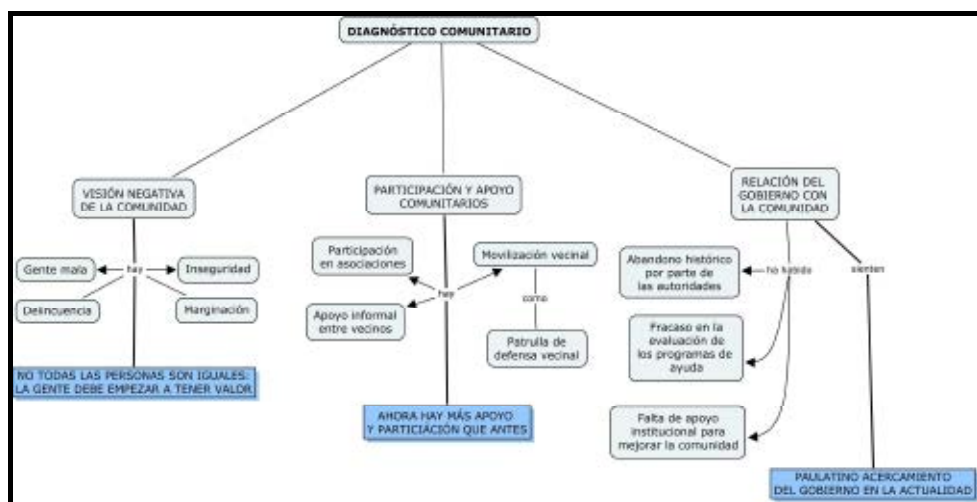 DIAGNÓSTICO COMUNITARIO
VISIÓN NEGATIVA
DE LA COMUNIDAD
Gente mala
hay
Inseguridad
Delincuencia
Marginación
NO TODAS LAS PERSONAS SON IGUALES:
LA GENTE DEBE EMPEZAR A TENER VALOR
PARTICIPACIÓN Y APOYO
COMUNITARIOS
Participación
en asociaciones
Movilización vecinal
hay
Apoyo informal
entre vecinos
como
Patrulla de
defensa vecinal
AHORA HAY MÁS APOYO
Y PARTICIACIÓN QUE ANTES
RELACIÓN DEL
GOBIERNO CON
LA COMUNIDAD
Abandono histórico
por parte de
las autoridades
ha habido
sienten
Fracaso en la
evaluación de
los programas de
ayuda
Falta de apoyo
institucional para
mejorar la comunidad
PAULATINO ACERCAMIENTO
DEL GOBIERNO EN LA ACTUALIDAD